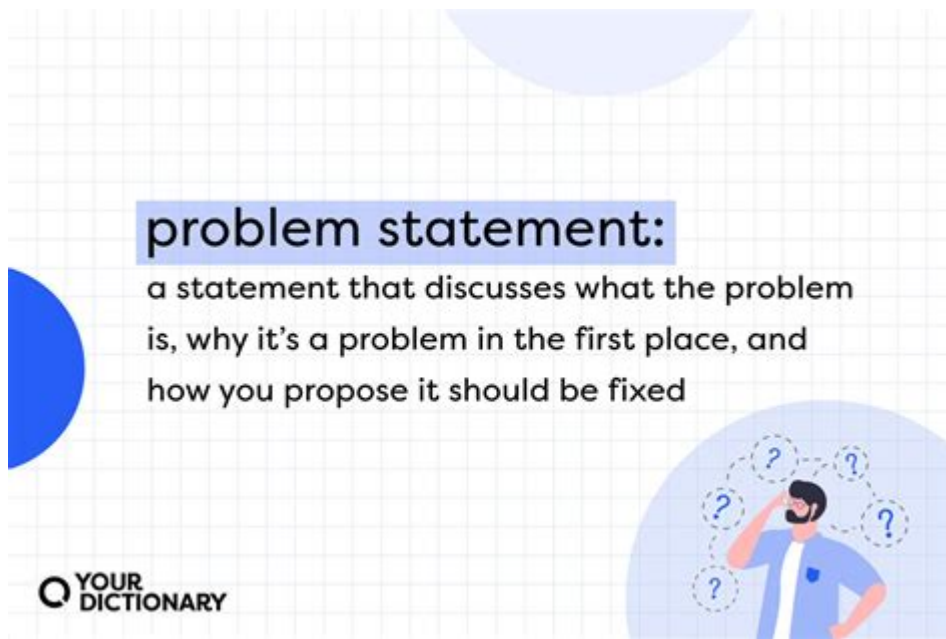 problem statement:
a statement that discusses what the problem
is, why it's a problem in the first place, and
how you propose it should be fixed
? ?
? ?
?
YOUR
DICTIONARY